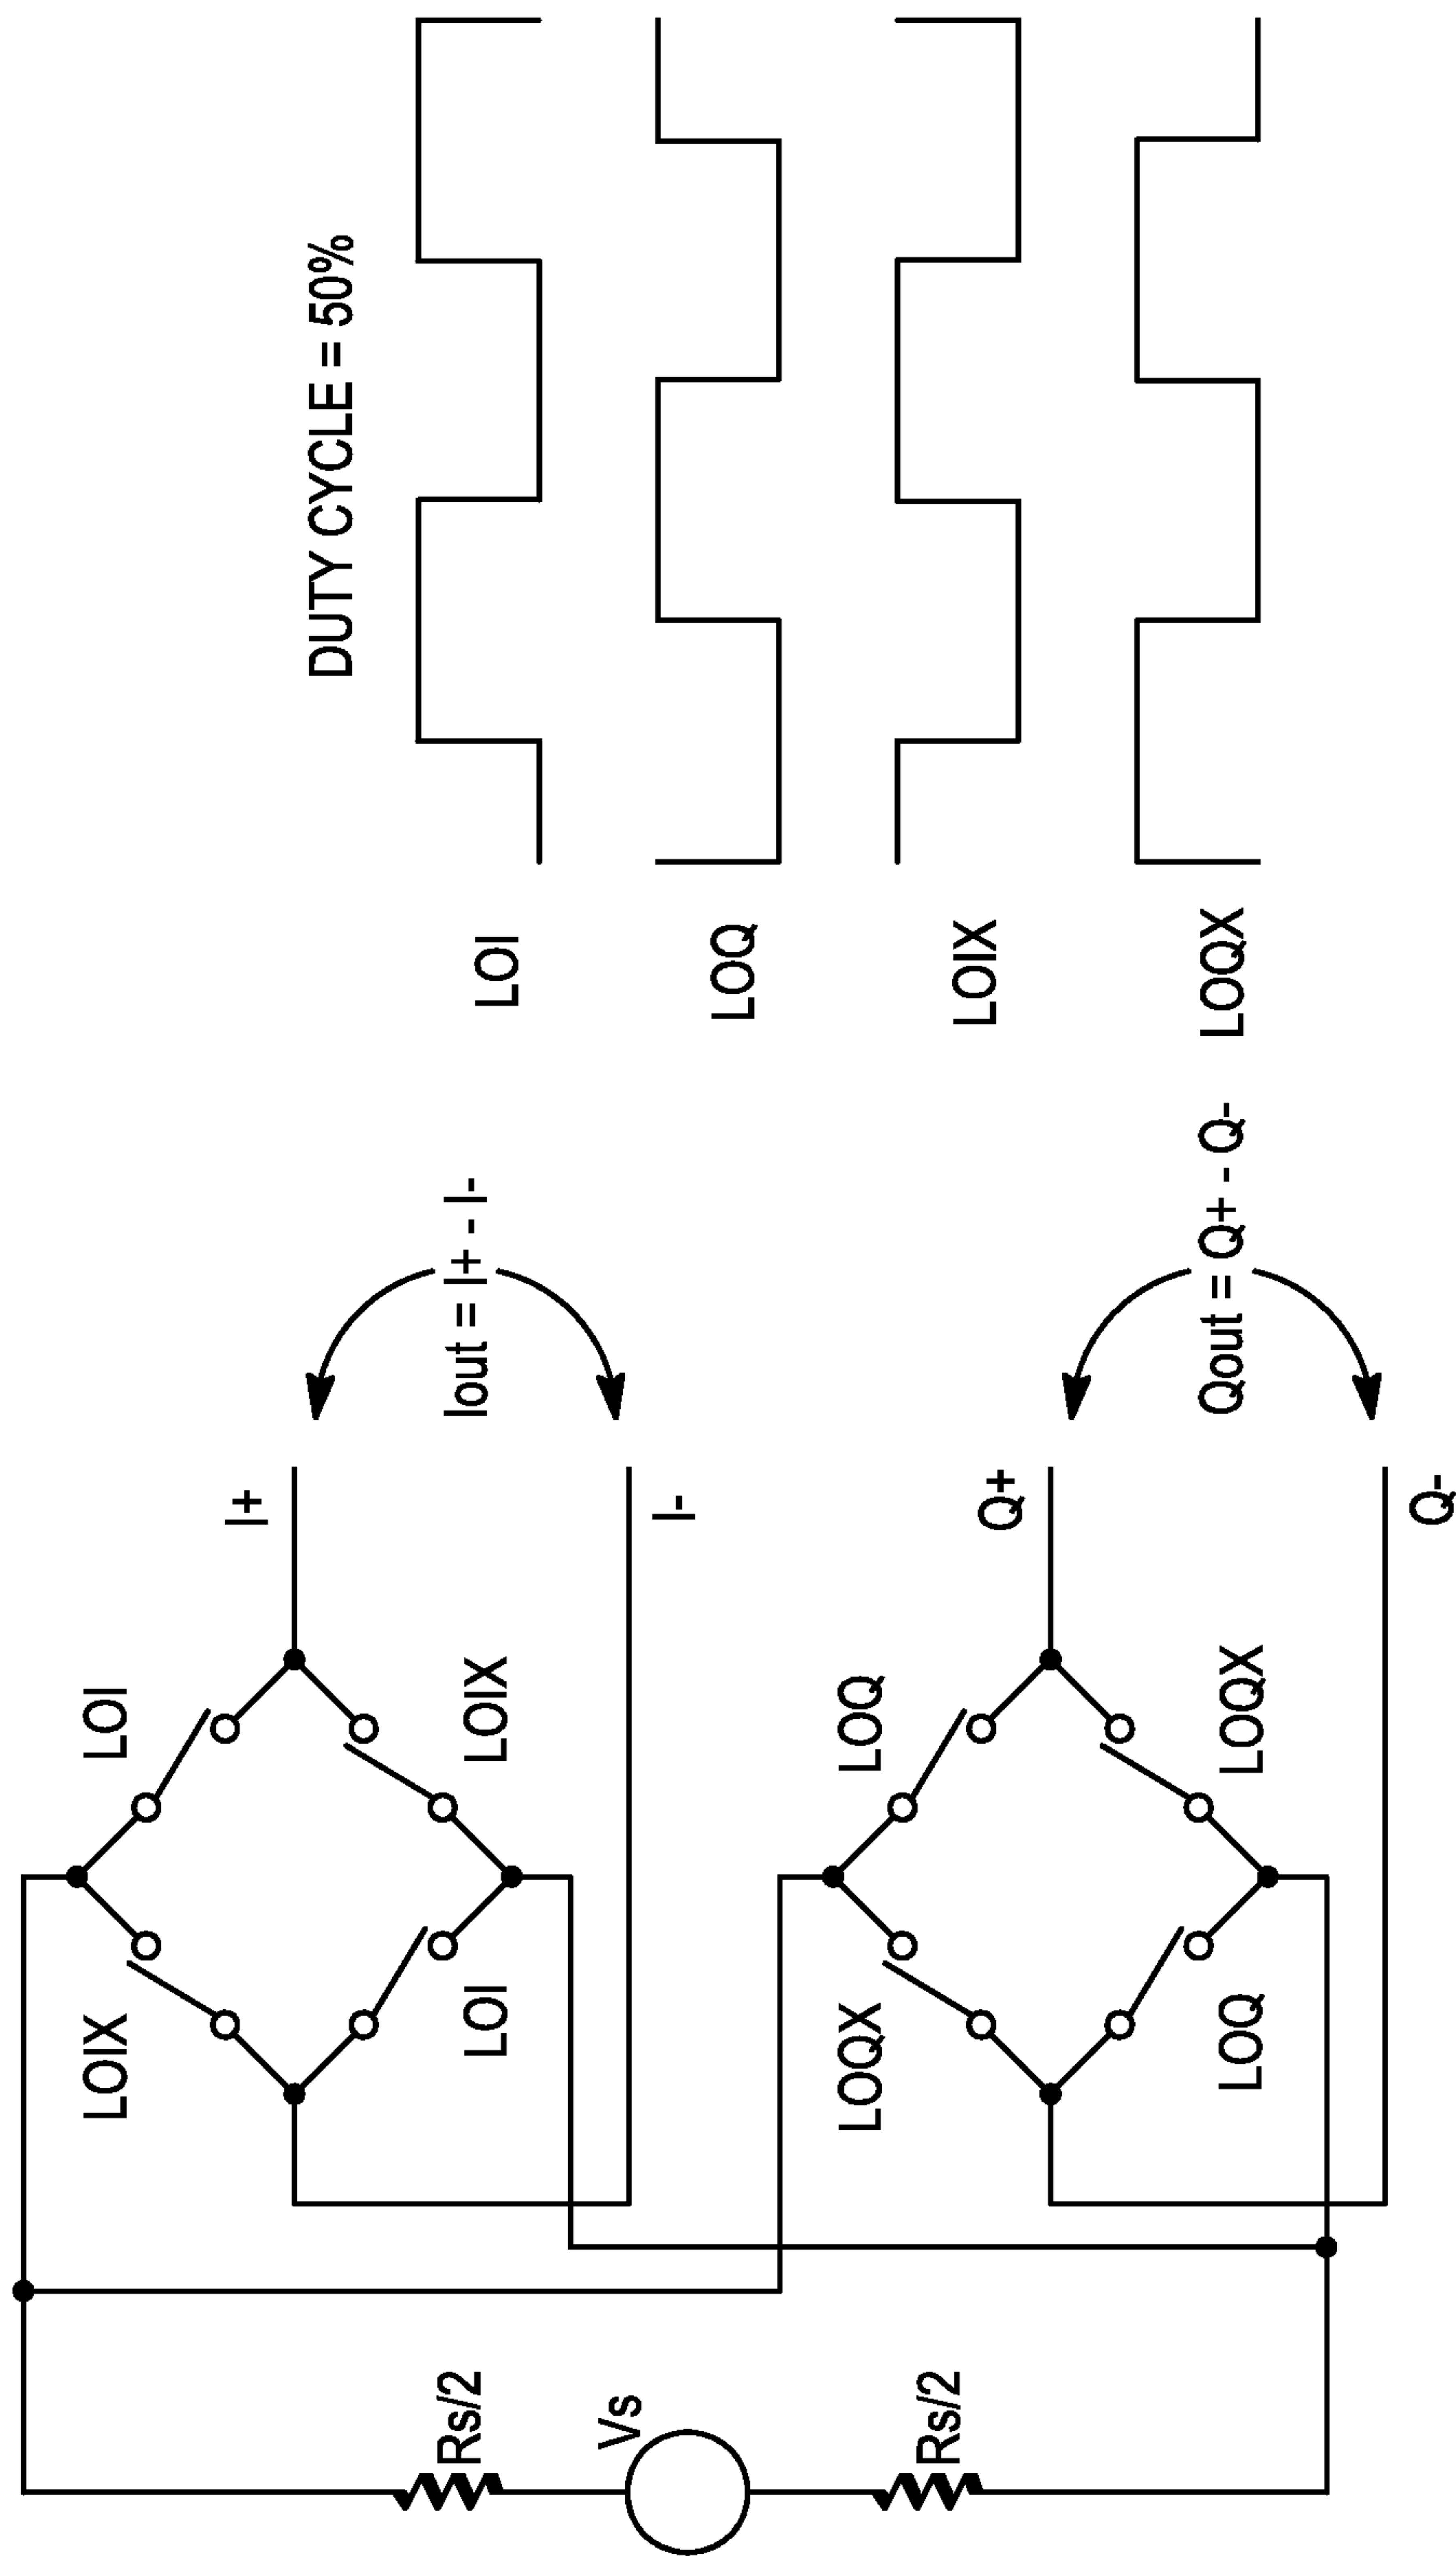 DUTY CYCLE = 50%
LOIX
LOI
I+
LOI
LOIX
I-
Iout = I+ - I-
LOI
Rs/2
Vs
LOQ
Rs/2
LOQX
LOQ
Q+
LOQ
LOQX
Q-
Qout = Q+ - Q-
LOIX
LOQX